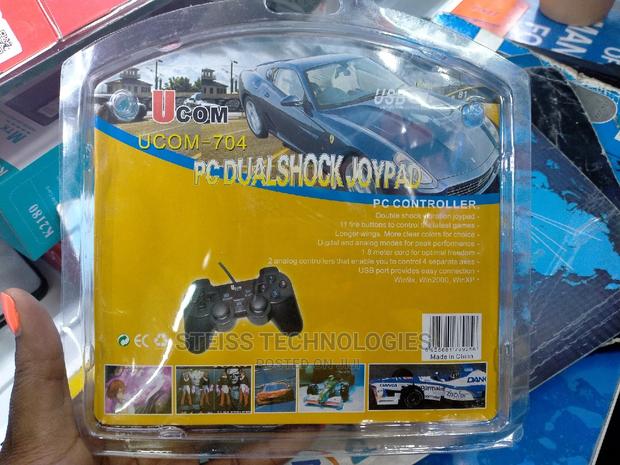 UCOM
USB
UCOM-704
PC DUALSHOCK JOYPAD
PC CONTROLLER
Double shock vibration joypad -
11 fire buttons to control the latest games -
Longer wings. More clear colors for choice -
Digital and analog modes for peak performance -
1.8 meter cord for optimal freedom -
2 analog controllers that enable you to control 4 separate axes -
USB port provides easy connection -
Win9x, Win2000, WinXP -
K2180
STEISS TECHNOLOGIES
POSTED ON JIJI
CE
Made in China
parmalat
DANKA